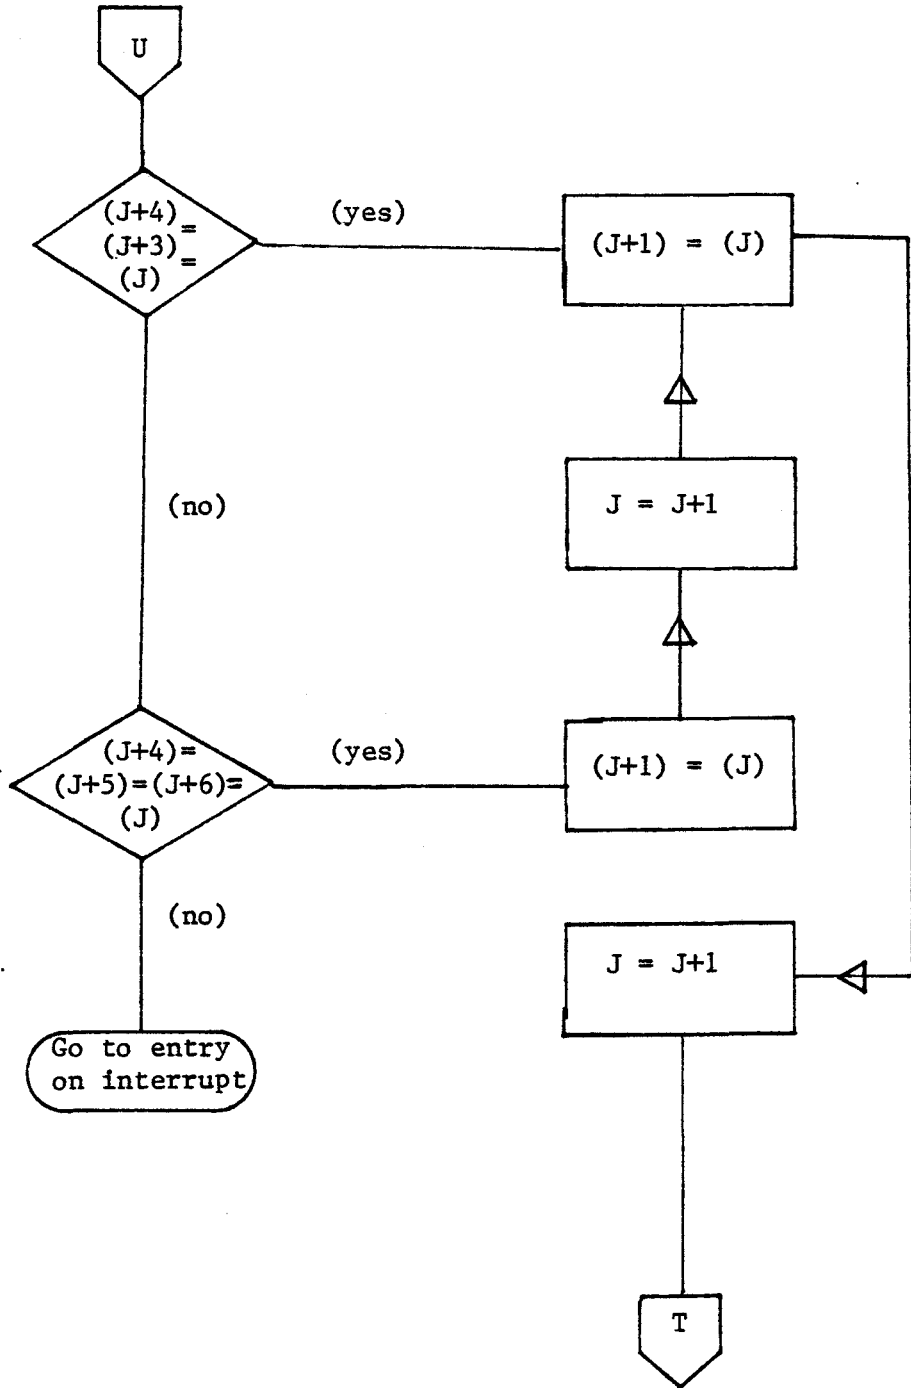 U
(J+4)
=
(J+3)
=
(J)
(yes)
(J+1) = (J)
(no)
J = J+1
(J+4)=
(J+5)=(J+6)=
(J)
(yes)
(J+1) = (J)
(no)
J = J+1
Go to entry
on interrupt
T